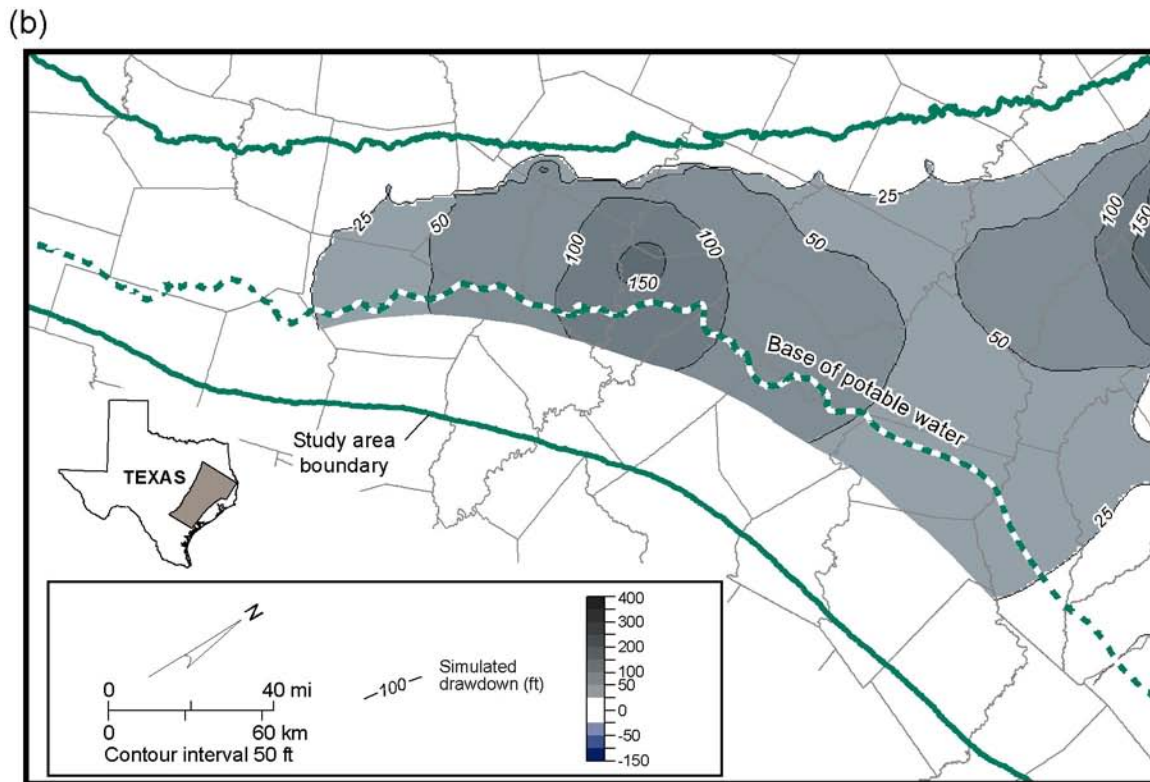 (b)
25
25
100
150
50
100
100
50
150
50
Base of potable water
Study area
boundary
TEXAS
25
N
0 40 mi
0 60 km
Contour interval 50 ft
100
Simulated
drawdown (ft)
400
300
200
100
50
0
-50
-150